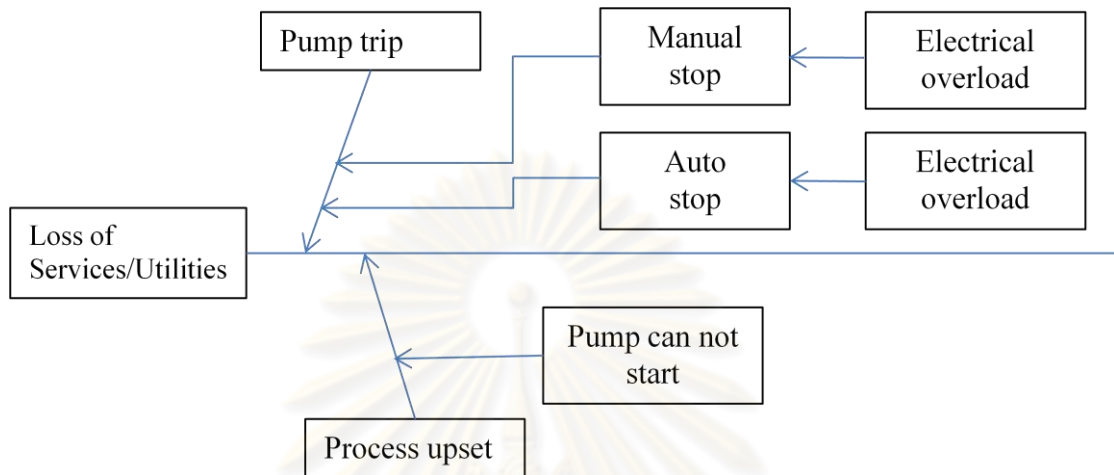 Pump trip
Manual
stop
Electrical
overload
Auto
stop
Electrical
overload
Loss of
Services/Utilities
Pump can not
start
Process upset